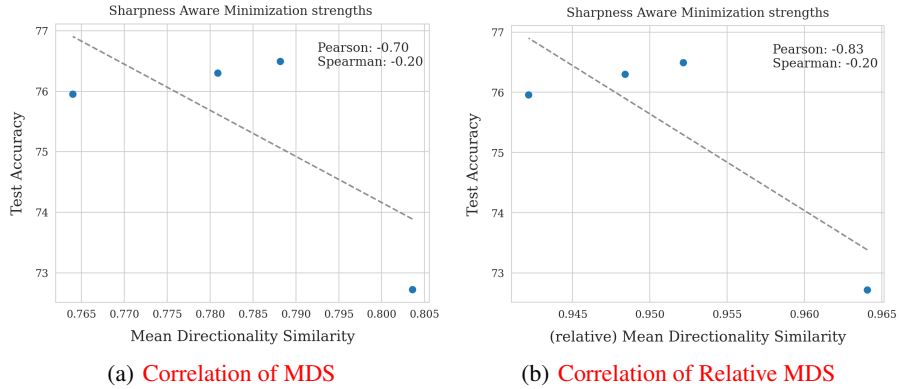 Sharpness Aware Minimization strengths
77
76
75
74
73
Test Accuracy
Pearson: -0.70
Spearman: -0.20
0.765 0.770 0.775 0.780 0.785 0.790 0.795 0.800 0.805
Mean Directionality Similarity
(a) Correlation of MDS
Sharpness Aware Minimization strengths
77
76
75
74
73
Test Accuracy
Pearson: -0.83
Spearman: -0.20
0.945 0.950 0.955 0.960 0.965
(relative) Mean Directionality Similarity
(b) Correlation of Relative MDS